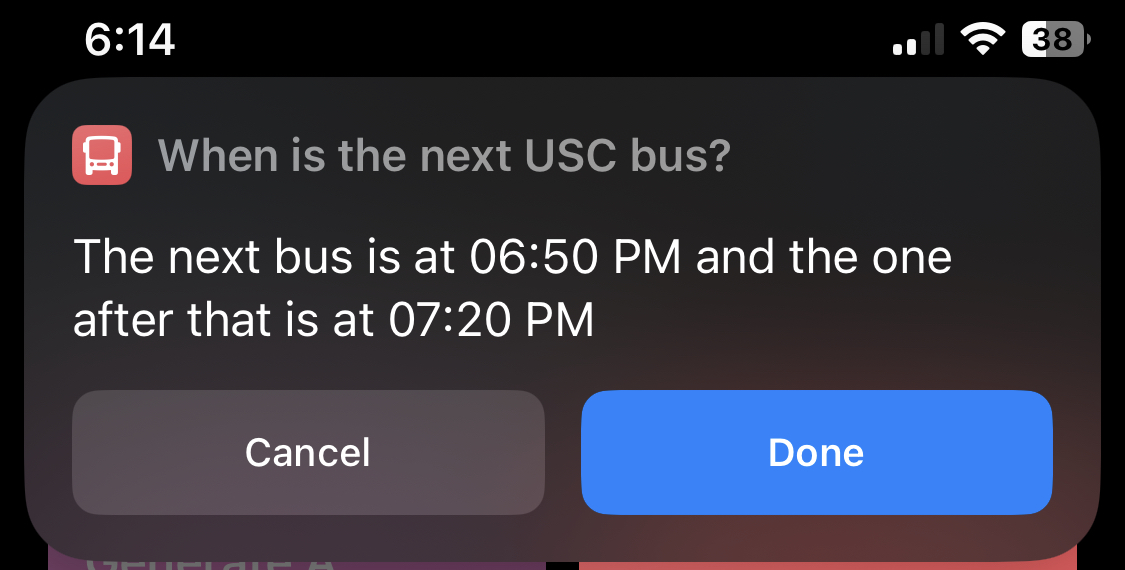 6:14
38
When is the next USC bus?
The next bus is at 06:50 PM and the one
after that is at 07:20 PM
Cancel
Done
Generate A